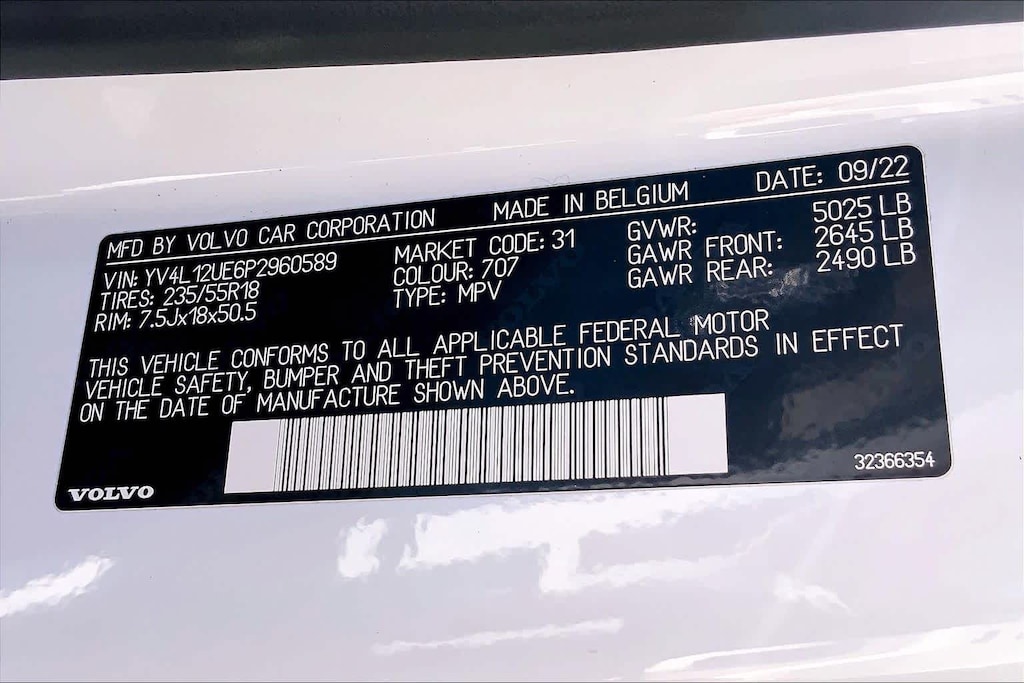 MFD BY VOLVO CAR CORPORATION MADE IN BELGIUM DATE: 09/22
VIN: YV4L12UE6P2960589 MARKET CODE: 31 GVWR: 5025 LB
TIRES: 235/55R18 COLOUR: 707 GAWR FRONT: 2645 LB
RIM: 7.5Jx18x50.5 TYPE: MPV GAWR REAR: 2490 LB
THIS VEHICLE CONFORMS TO ALL APPLICABLE FEDERAL MOTOR
VEHICLE SAFETY, BUMPER AND THEFT PREVENTION STANDARDS IN EFFECT
ON THE DATE OF MANUFACTURE SHOWN ABOVE.
VOLVO 32366354